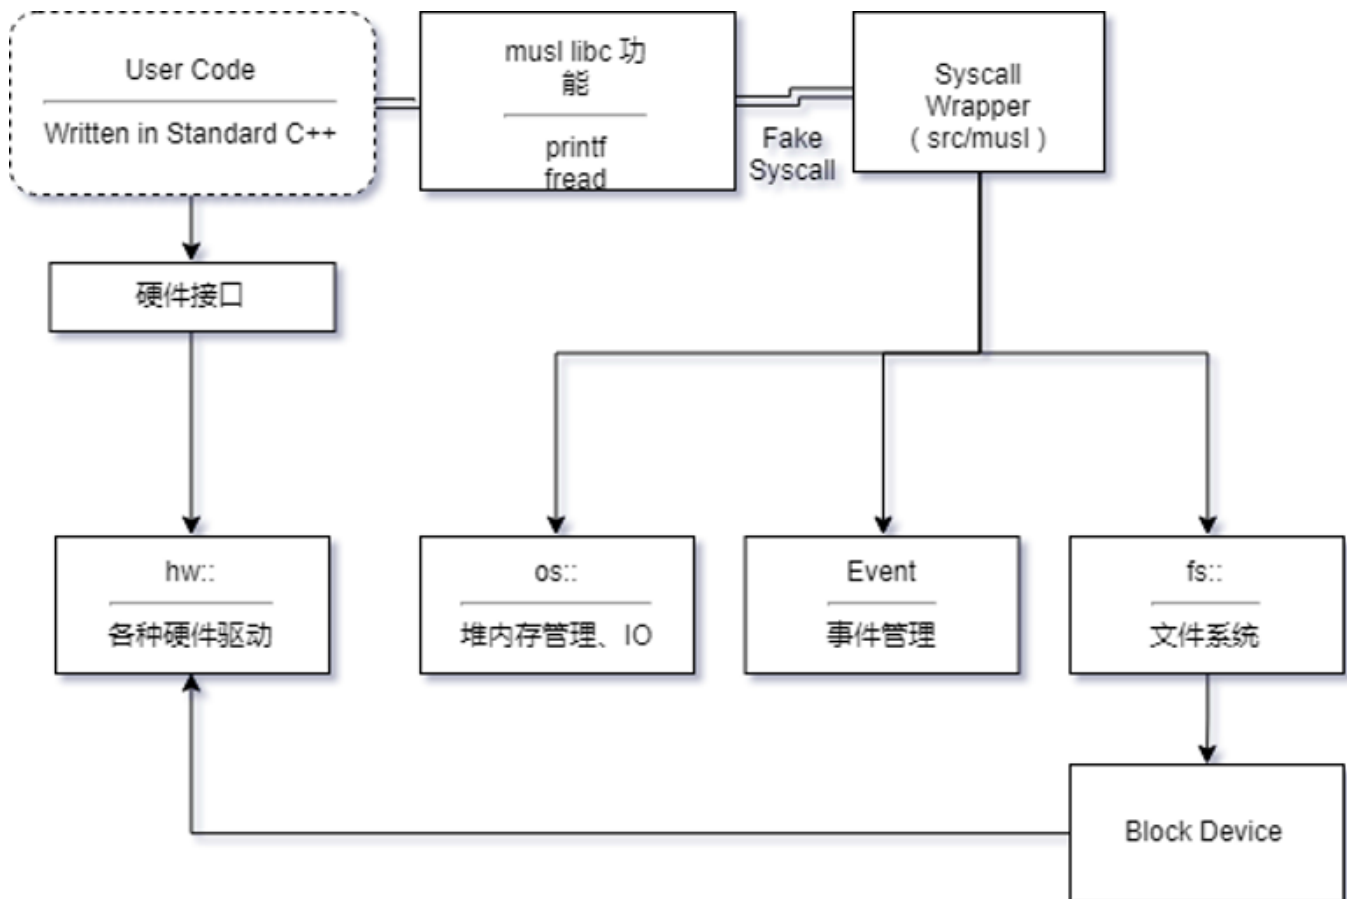 User Code
Written in Standard C++
musl libc 功
能
printf
fread
Fake
Syscall
Syscall
Wrapper
( src/musl )
硬件接口
hw::
各种硬件驱动
os::
堆内存管理、IO
Event
事件管理
fs::
文件系统
Block Device